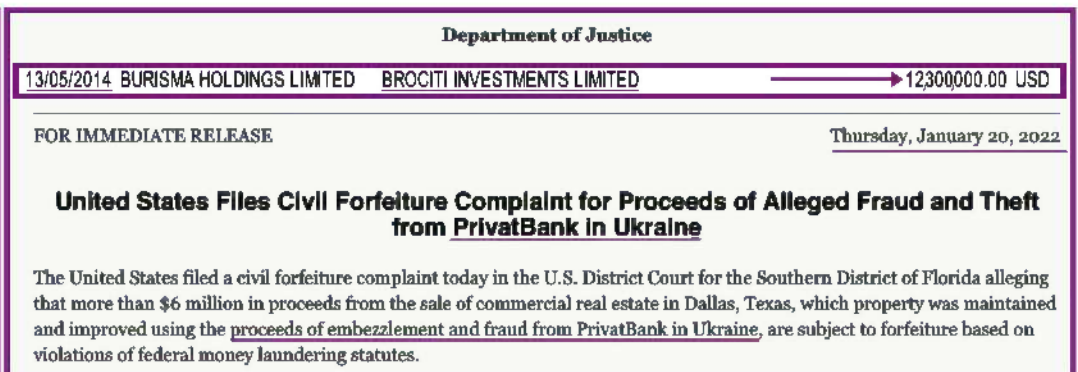 Department of Justice
13/05/2014 BURISMA HOLDINGS LIMITED BROCITI INVESTMENTS LIMITED 12300000.00 USD
FOR IMMEDIATE RELEASE Thursday, January 20, 2022
United States Files Civil Forfeiture Complaint for Proceeds of Alleged Fraud and Theft
from PrivatBank in Ukraine
The United States filed a civil forfeiture complaint today in the U.S. District Court for the Southern District of Florida alleging
that more than $6 million in proceeds from the sale of commercial real estate in Dallas, Texas, which property was maintained
and improved using the proceeds of embezzlement and fraud from PrivatBank in Ukraine, are subject to forfeiture based on
violations of federal money laundering statutes.